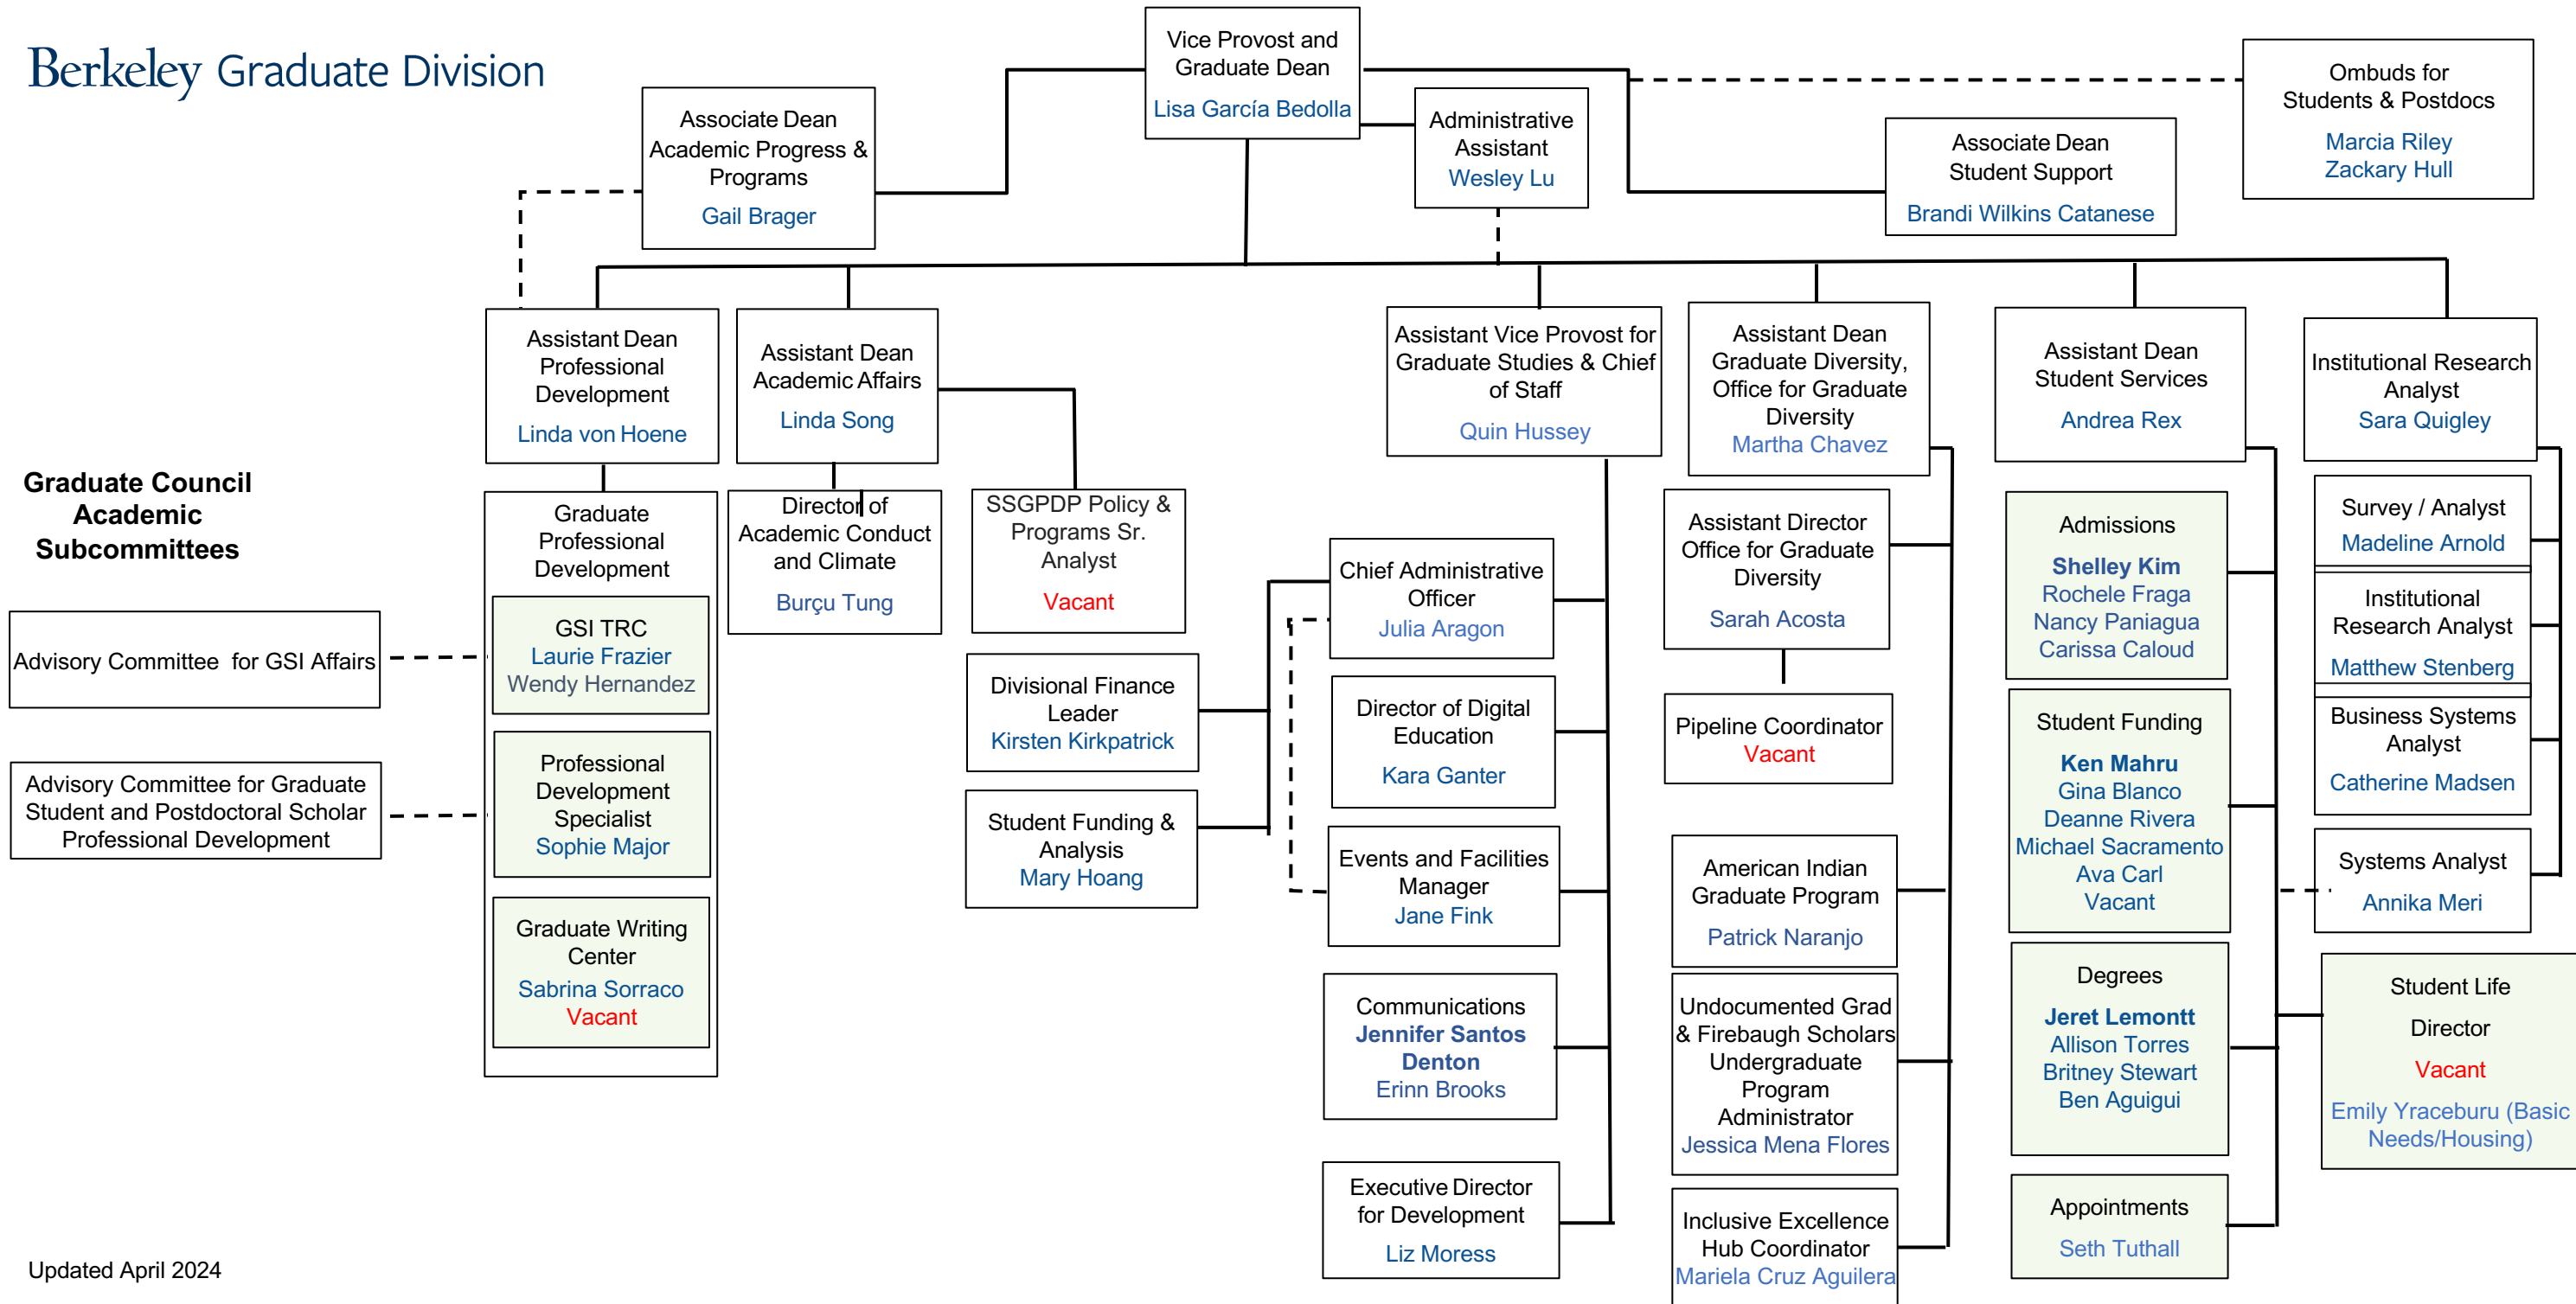 Berkeley Graduate Division
Vice Provost and
Graduate Dean
Lisa García Bedolla
Ombuds for
Students & Postdocs
Marcia Riley
Zackary Hull
Associate Dean
Academic Progress &
Programs
Gail Brager
Administrative
Assistant
Wesley Lu
Associate Dean
Student Support
Brandi Wilkins Catanese
Assistant Dean
Professional
Development
Linda von Hoene
Assistant Dean
Academic Affairs
Linda Song
Assistant Vice Provost for
Graduate Studies & Chief
of Staff
Quin Hussey
Assistant Dean
Graduate Diversity,
Office for Graduate
Diversity
Martha Chavez
Assistant Dean
Student Services
Andrea Rex
Institutional Research
Analyst
Sara Quigley
Graduate Council
Academic
Subcommittees
Advisory Committee for GSI Affairs
Advisory Committee for Graduate
Student and Postdoctoral Scholar
Professional Development
Graduate
Professional
Development
GSI TRC
Laurie Frazier
Wendy Hernandez
Professional
Development
Specialist
Sophie Major
Graduate Writing
Center
Sabrina Sorraco
Vacant
Director of
Academic Conduct
and Climate
Burçu Tung
SSGPDP Policy &
Programs Sr.
Analyst
Vacant
Divisional Finance
Leader
Kirsten Kirkpatrick
Student Funding &
Analysis
Mary Hoang
Chief Administrative
Officer
Julia Aragon
Director of Digital
Education
Kara Ganter
Events and Facilities
Manager
Jane Fink
Communications
Jennifer Santos
Denton
Erinn Brooks
Executive Director
for Development
Liz Moress
Assistant Director
Office for Graduate
Diversity
Sarah Acosta
Pipeline Coordinator
Vacant
American Indian
Graduate Program
Patrick Naranjo
Undocumented Grad
& Firebaugh Scholars
Undergraduate
Program
Administrator
Jessica Mena Flores
Inclusive Excellence
Hub Coordinator
Mariela Cruz Aguilera
Admissions
Shelley Kim
Rochele Fraga
Nancy Paniagua
Carissa Caloud
Student Funding
Ken Mahru
Gina Blanco
Deanne Rivera
Michael Sacramento
Ava Carl
Vacant
Degrees
Jeret Lemontt
Allison Torres
Britney Stewart
Ben Aguigui
Appointments
Seth Tuthall
Survey / Analyst
Madeline Arnold
Institutional
Research Analyst
Matthew Stenberg
Business Systems
Analyst
Catherine Madsen
Systems Analyst
Annika Meri
Student Life
Director
Vacant
Emily Yraceburu (Basic
Needs/Housing)
Updated April 2024